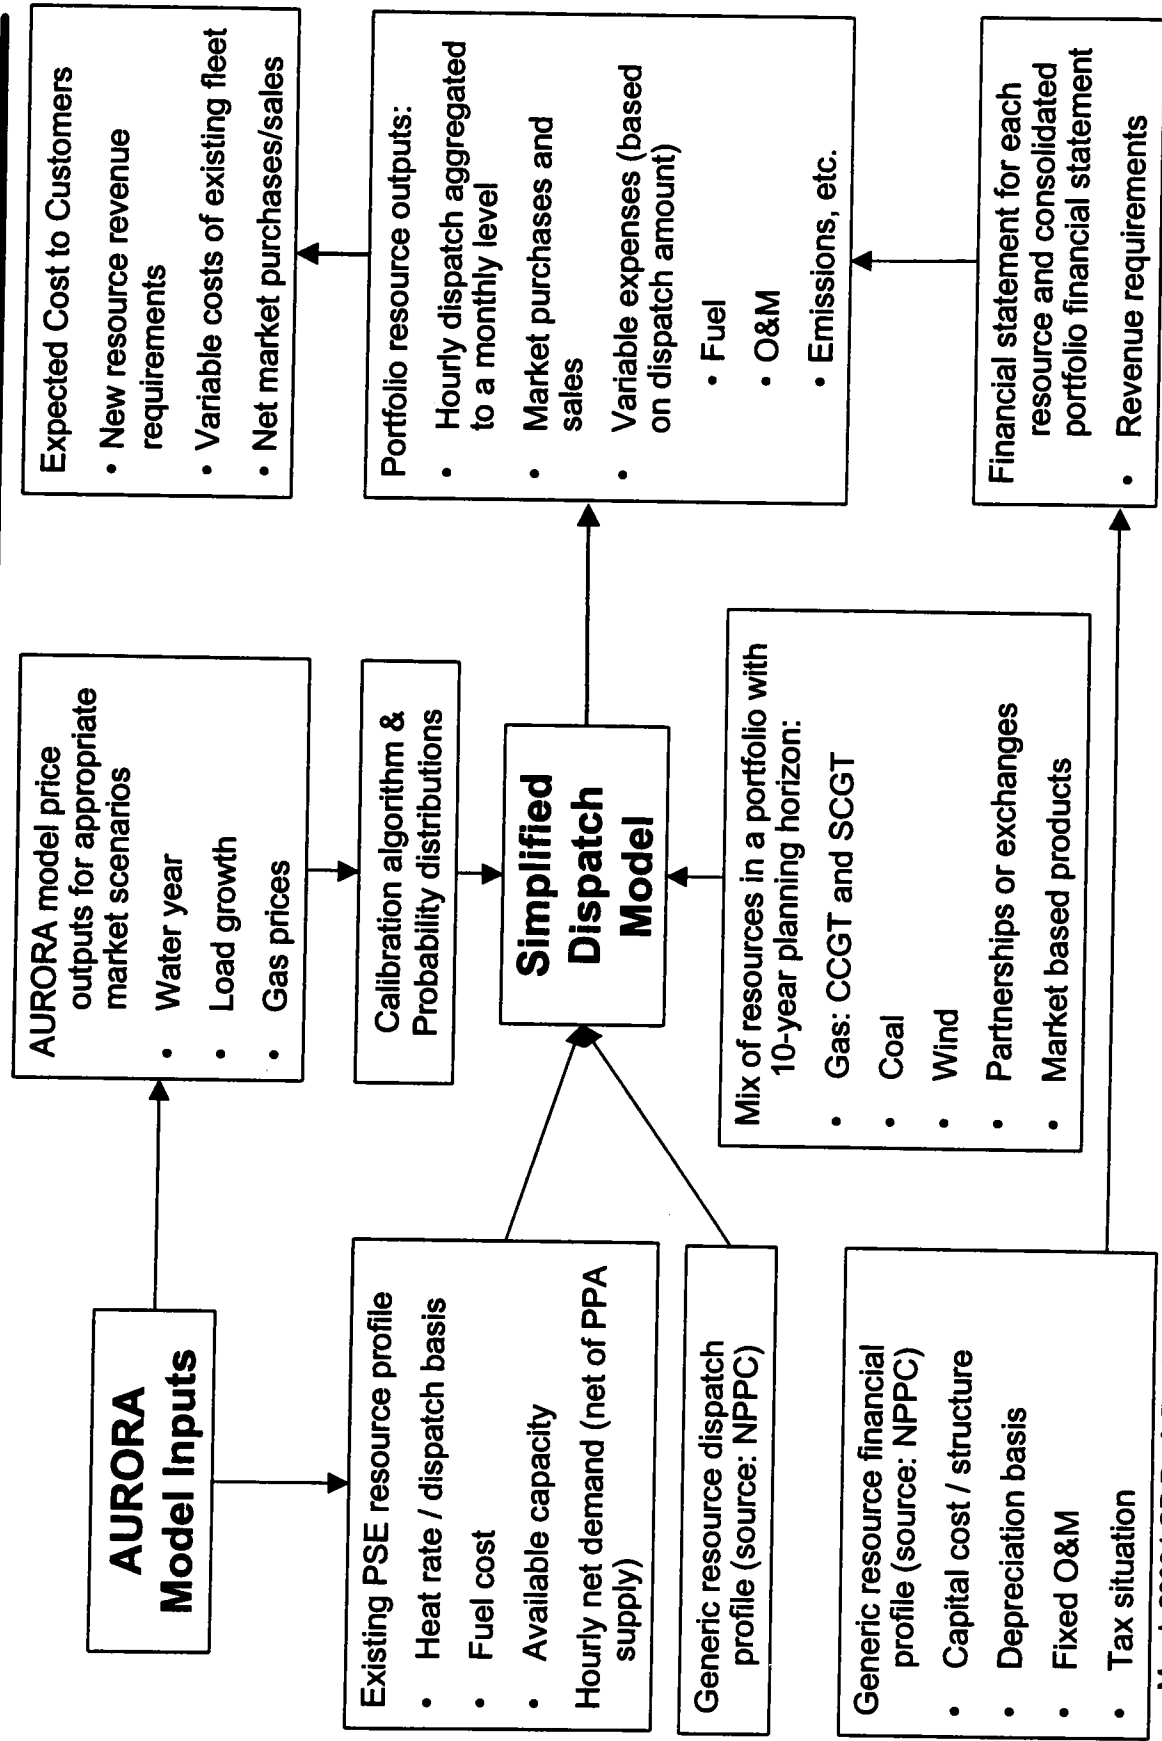 AURORA
Model Inputs
AURORA model price
outputs for appropriate
market scenarios
• Water year
• Load growth
• Gas prices
Expected Cost to Customers
• New resource revenue
requirements
• Variable costs of existing fleet
• Net market purchases/sales
Existing PSE resource profile
• Heat rate / dispatch basis
• Fuel cost
• Available capacity
Hourly net demand (net of PPA
supply)
Calibration algorithm &
Probability distributions
Simplified
Dispatch
Model
Portfolio resource outputs:
• Hourly dispatch aggregated
to a monthly level
• Market purchases and
sales
• Variable expenses (based
on dispatch amount)
• Fuel
• O&M
• Emissions, etc.
Generic resource dispatch
profile (source: NPPC)
Mix of resources in a portfolio with
10-year planning horizon:
• Gas: CCGT and SCGT
• Coal
• Wind
• Partnerships or exchanges
• Market based products
Generic resource financial
profile (source: NPPC)
• Capital cost / structure
• Depreciation basis
• Fixed O&M
• Tax situation
Financial statement for each
resource and consolidated
portfolio financial statement
• Revenue requirements